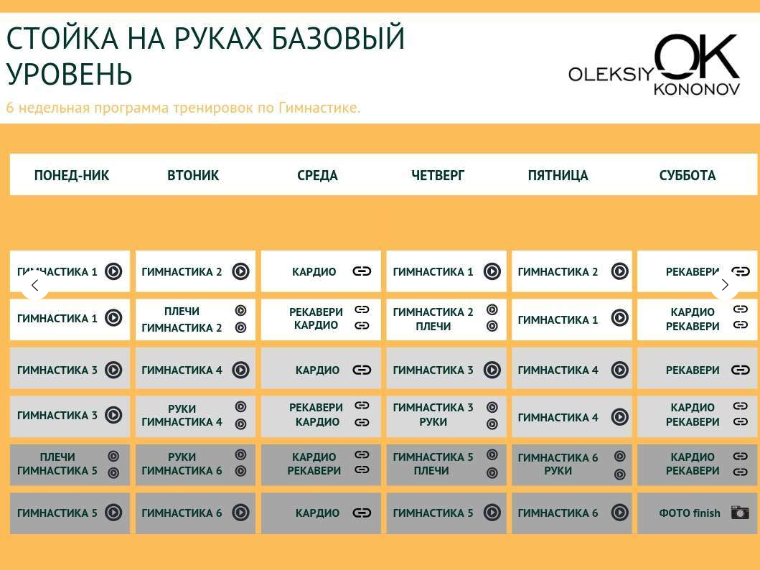 СТОЙКА НА РУКАХ БАЗОВЫЙ
УРОВЕНЬ
6 недельная программа тренировок по Гимнастике.
OK
OLEKSIY
KONONOV
ПОНЕД-НИК ВТОНИК СРЕДА ЧЕТВЕРГ ПЯТНИЦА СУББОТА
ГИМНАСТИКА 1 ГИМНАСТИКА 2 КАРДИО ГИМНАСТИКА 1 ГИМНАСТИКА 2 РЕКАВЕРИ
ГИМНАСТИКА 1 ПЛЕЧИ РЕКАВЕРИ ГИМНАСТИКА 2 ГИМНАСТИКА 1 КАРДИО
ГИМНАСТИКА 2 КАРДИО ПЛЕЧИ РЕКАВЕРИ
ГИМНАСТИКА 3 ГИМНАСТИКА 4 КАРДИО ГИМНАСТИКА 3 ГИМНАСТИКА 4 РЕКАВЕРИ
ГИМНАСТИКА 3 РУКИ РЕКАВЕРИ ГИМНАСТИКА 3 ГИМНАСТИКА 4 КАРДИО
ГИМНАСТИКА 4 КАРДИО РУКИ РЕКАВЕРИ
ПЛЕЧИ РУКИ КАРДИО ГИМНАСТИКА 5 ГИМНАСТИКА 6 КАРДИО
ГИМНАСТИКА 5 ГИМНАСТИКА 6 РЕКАВЕРИ ПЛЕЧИ РУКИ РЕКАВЕРИ
ГИМНАСТИКА 5 ГИМНАСТИКА 6 КАРДИО ГИМНАСТИКА 5 ГИМНАСТИКА 6 ФОТО finish